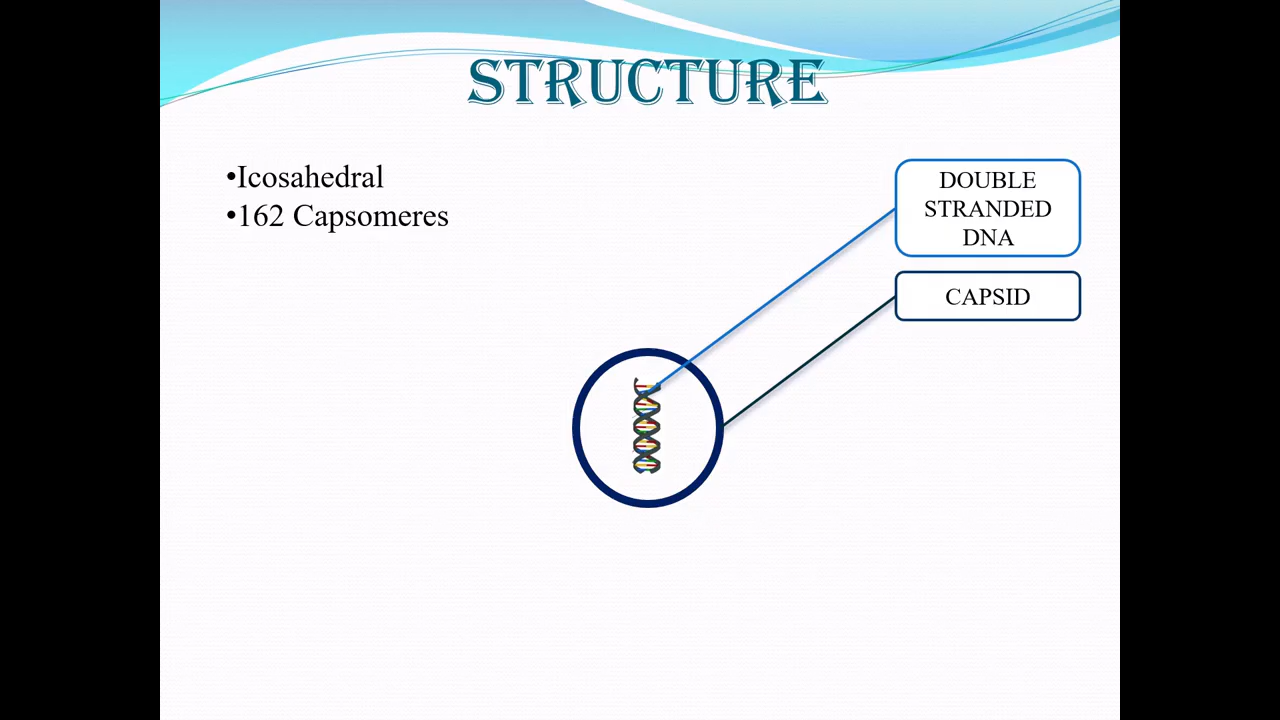 STRUCTURE
•Icosahedral
•162 Capsomeres
DOUBLE
STRANDED
DNA
CAPSID